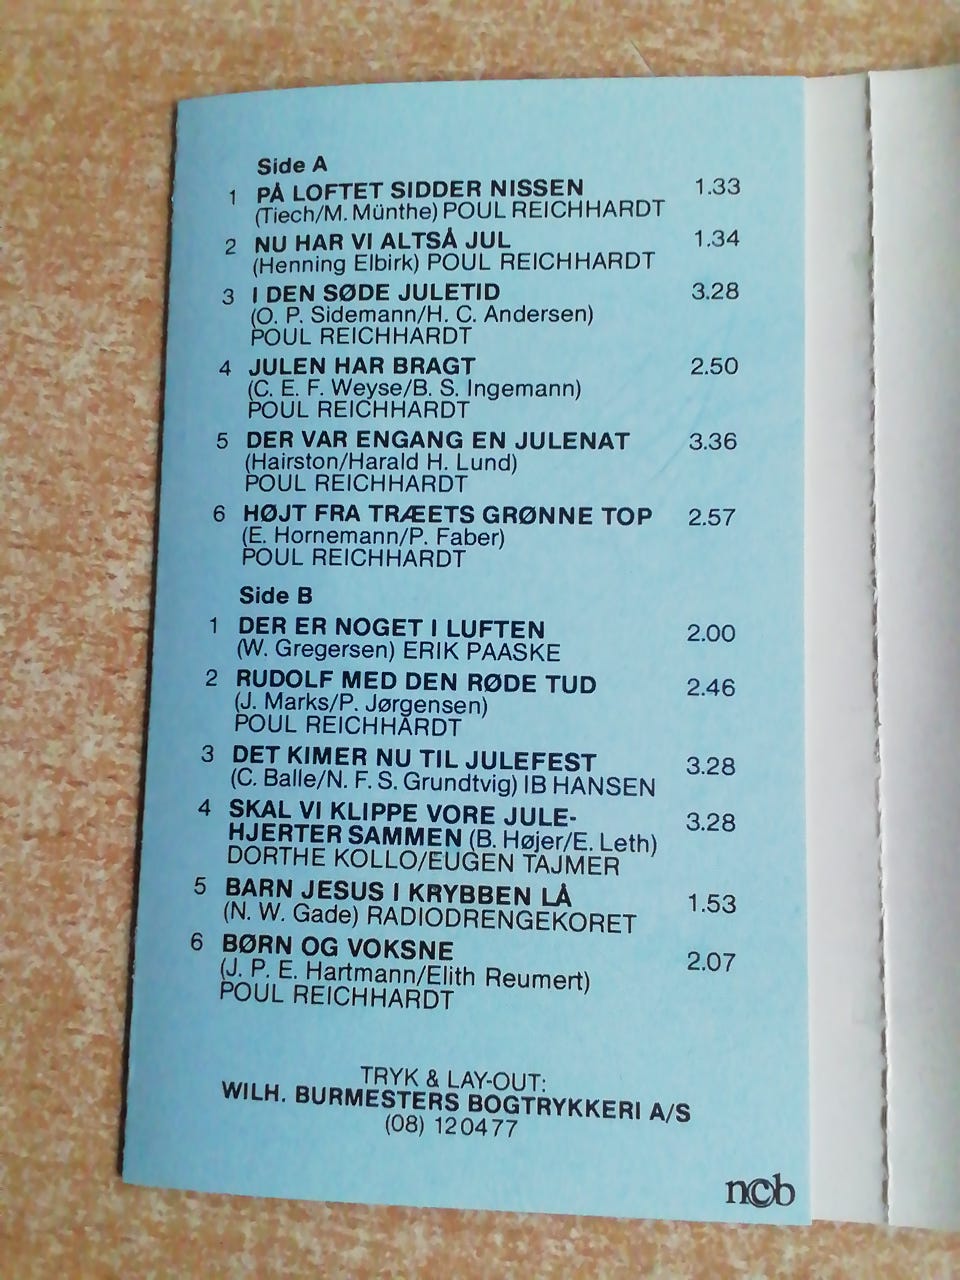 Side A
1 PÅ LOFTET SIDDER NISSEN 1.33
(Tiech/M. Münthe) POUL REICHHARDT
2 NU HAR VI ALTSÅ JUL 1.34
(Henning Elbirk) POUL REICHHARDT
3 I DEN SØDE JULETID 3.28
(O. P. Sidemann/H. C. Andersen)
POUL REICHHARDT
4 JULEN HAR BRAGT 2.50
(C. E. F. Weyse/B. S. Ingemann)
POUL REICHHARDT
5 DER VAR ENGANG EN JULENAT 3.36
(Hairston/Harald H. Lund)
POUL REICHHARDT
6 HØJT FRA TRÆETS GRØNNE TOP 2.57
(E. Hornemann/P. Faber)
POUL REICHHARDT
Side B
1 DER ER NOGET I LUFTEN 2.00
(W. Gregersen) ERIK PAASKE
2 RUDOLF MED DEN RØDE TUD 2.46
(J. Marks/P. Jørgensen)
POUL REICHHARDT
3 DET KIMER NU TIL JULEFEST 3.28
(C. Balle/N. F. S. Grundtvig) IB HANSEN
4 SKAL VI KLIPPE VORE JULE- 3.28
HJERTER SAMMEN (B. Højer/E. Leth)
DORTHE KOLLO/EUGEN TAJMER
5 BARN JESUS I KRYBBEN LÅ 1.53
(N. W. Gade) RADIODRENGEKORET
6 BØRN OG VOKSNE 2.07
(J. P. E. Hartmann/Elith Reumert)
POUL REICHHARDT
TRYK & LAY-OUT:
WILH. BURMESTERS BOGTRYKKERI A/S
(08) 120477
ncb